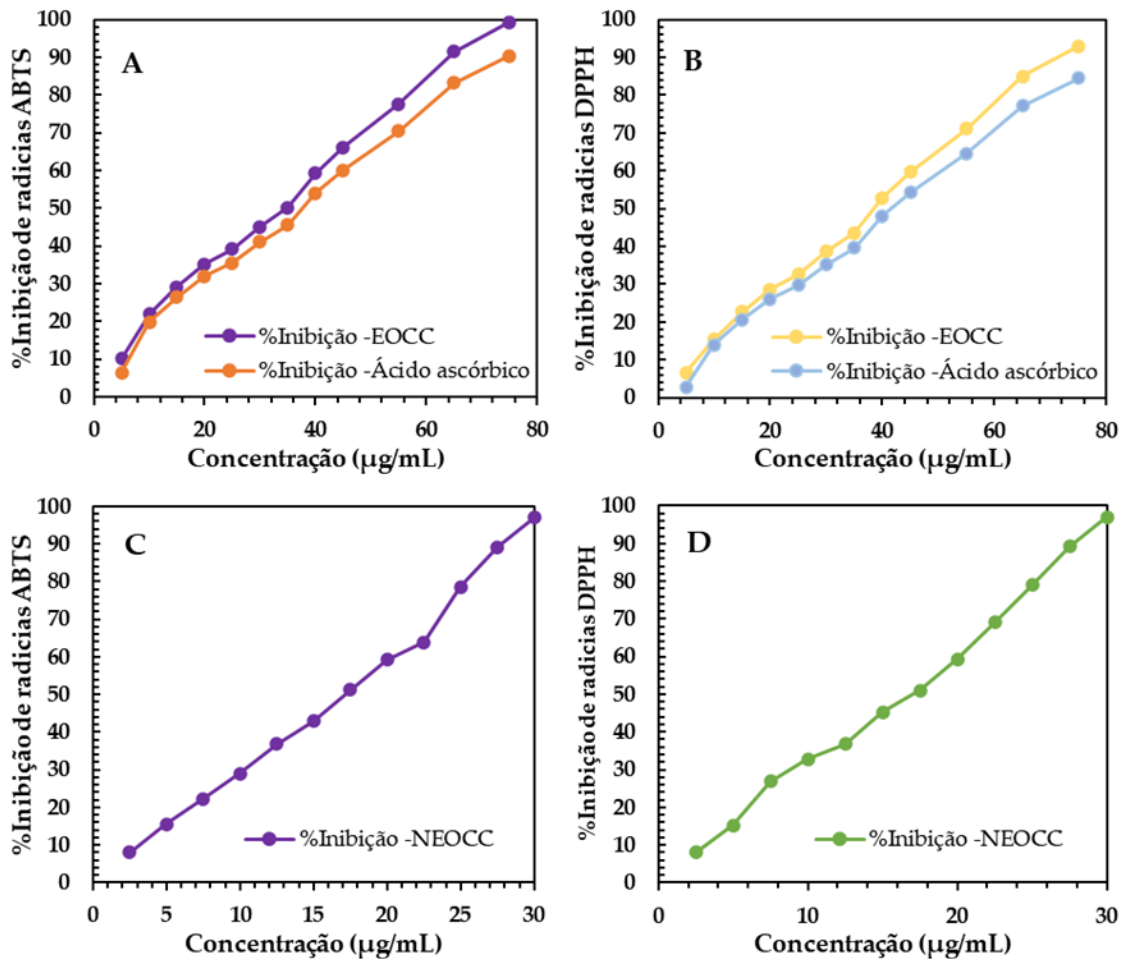 %Inibição de radicias ABTS
100
90
80
70
60
50
40
30
20
10
0
A
%Inibição -EOCC
%Inibição -Ácido ascórbico
0 20 40 60 80
Concentração (µg/mL)
%Inibição de radicias DPPH
100
90
80
70
60
50
40
30
20
10
0
B
%Inibição -EOCC
%Inibição -Ácido ascórbico
0 20 40 60 80
Concentração (µg/mL)
%Inibição de radicias ABTS
100
90
80
70
60
50
40
30
20
10
0
C
%Inibição -NEOCC
0 5 10 15 20 25 30
Concentração (µg/mL)
%Inibição de radicias DPPH
100
90
80
70
60
50
40
30
20
10
0
D
%Inibição -NEOCC
0 10 20 30
Concentração (µg/mL)